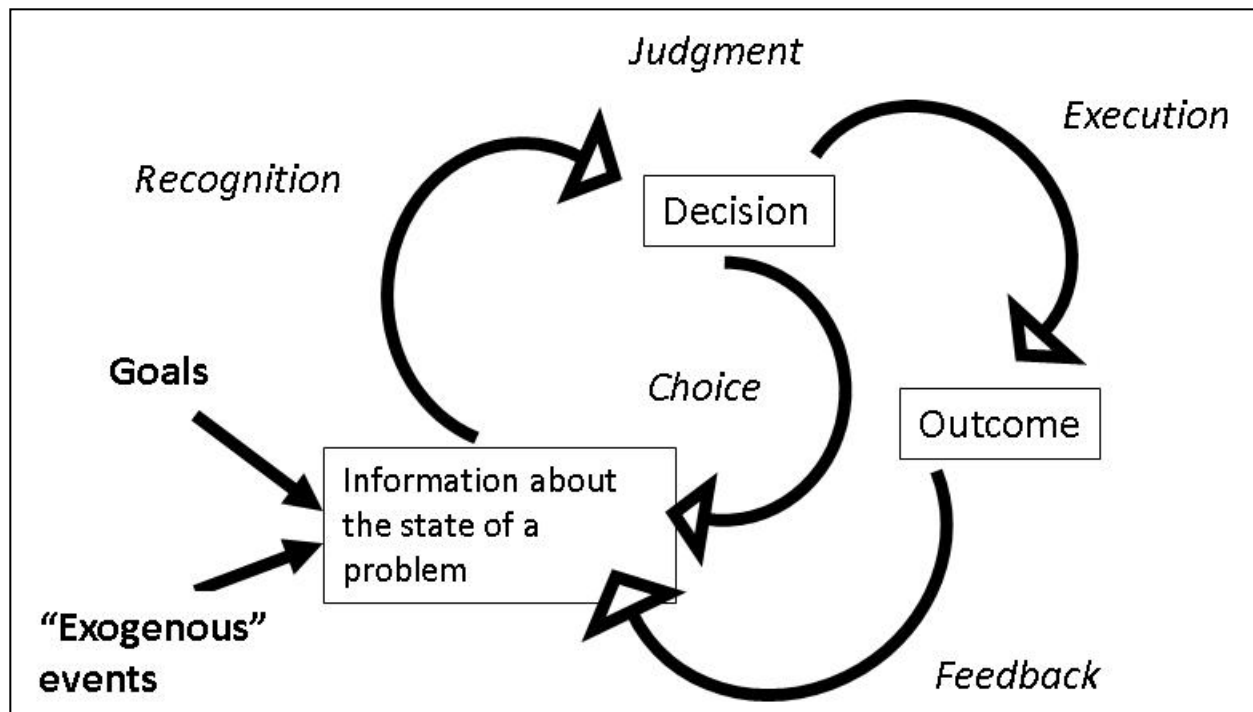 Judgment
Execution
Recognition
Decision
Goals
Choice
Outcome
Information about
the state of a
problem
“Exogenous”
events
Feedback